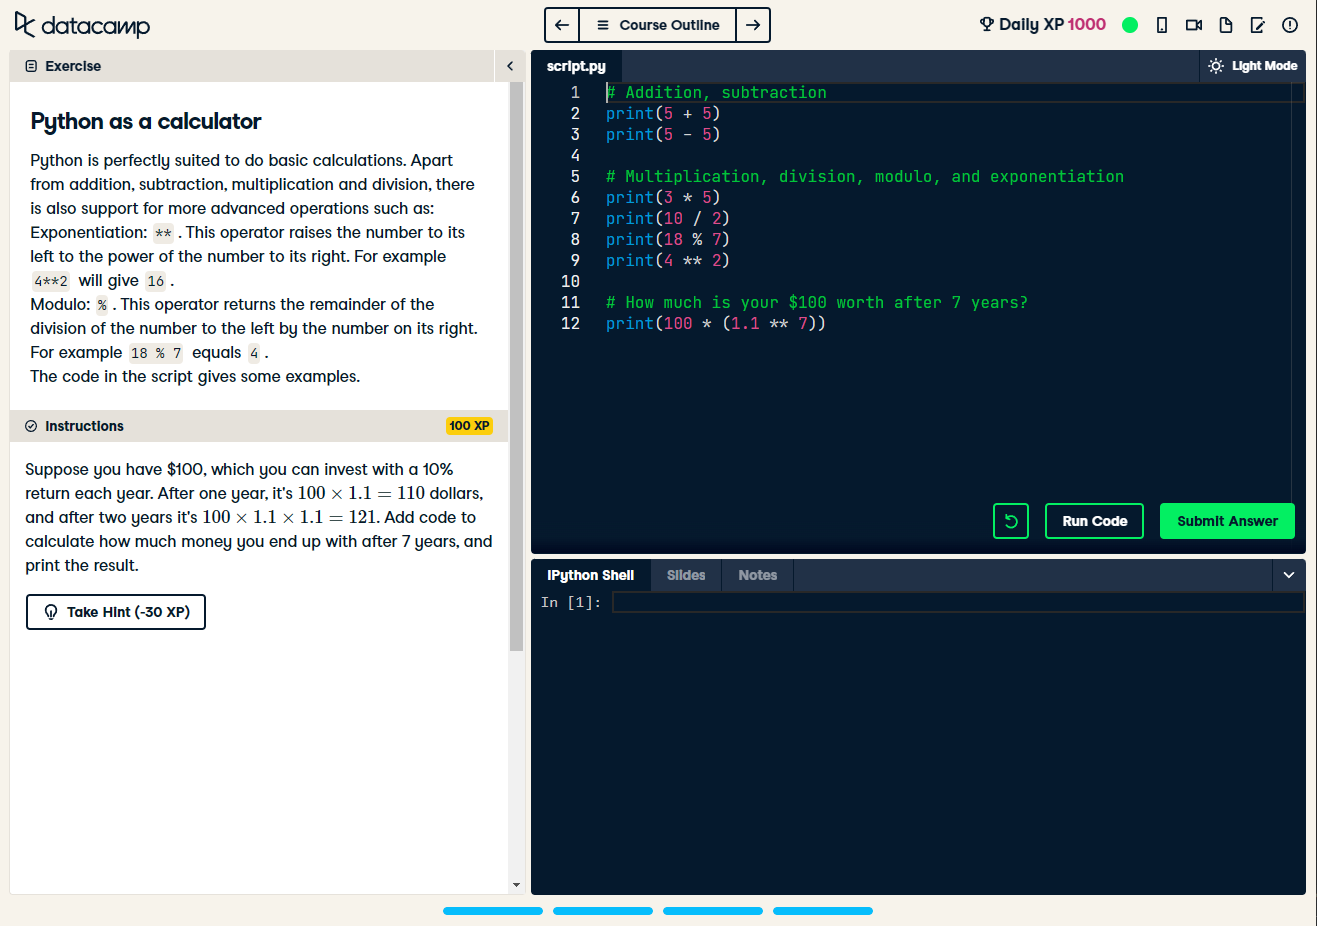 datacamp
Course Outline
Daily XP 1000
Exercise
Python as a calculator
Python is perfectly suited to do basic calculations. Apart
from addition, subtraction, multiplication and division, there
is also support for more advanced operations such as:
Exponentiation: ** . This operator raises the number to its
left to the power of the number to its right. For example
4**2 will give 16 .
Modulo: % . This operator returns the remainder of the
division of the number to the left by the number on its right.
For example 18 % 7 equals 4 .
The code in the script gives some examples.
Instructions
100 XP
Suppose you have $100, which you can invest with a 10%
return each year. After one year, it's 100 × 1.1 = 110 dollars,
and after two years it's 100 × 1.1 × 1.1 = 121. Add code to
calculate how much money you end up with after 7 years, and
print the result.
Take Hint (-30 XP)
script.py
Light Mode
1 # Addition, subtraction
2 print(5 + 5)
3 print(5 - 5)
4
5 # Multiplication, division, modulo, and exponentiation
6 print(3 * 5)
7 print(10 / 2)
8 print(18 % 7)
9 print(4 ** 2)
10
11 # How much is your $100 worth after 7 years?
12 print(100 * (1.1 ** 7))
Run Code
Submit Answer
IPython Shell
Slides
Notes
In [1]: